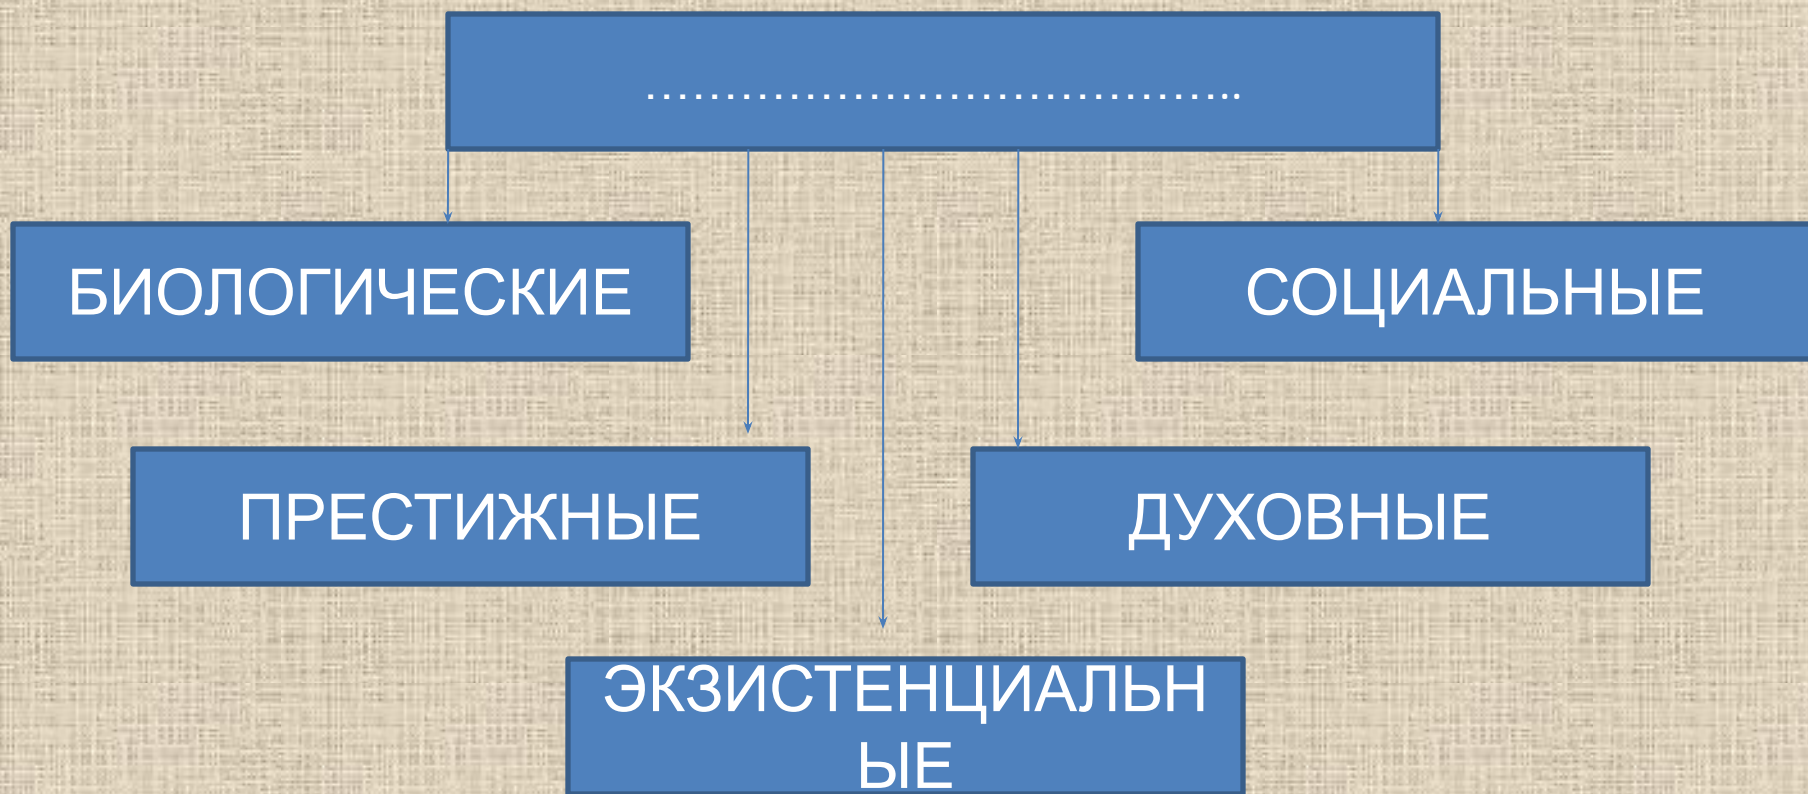 ……………………………….
БИОЛОГИЧЕСКИЕ
СОЦИАЛЬНЫЕ
ПРЕСТИЖНЫЕ
ДУХОВНЫЕ
ЭКЗИСТЕНЦИАЛЬН
ЫЕ